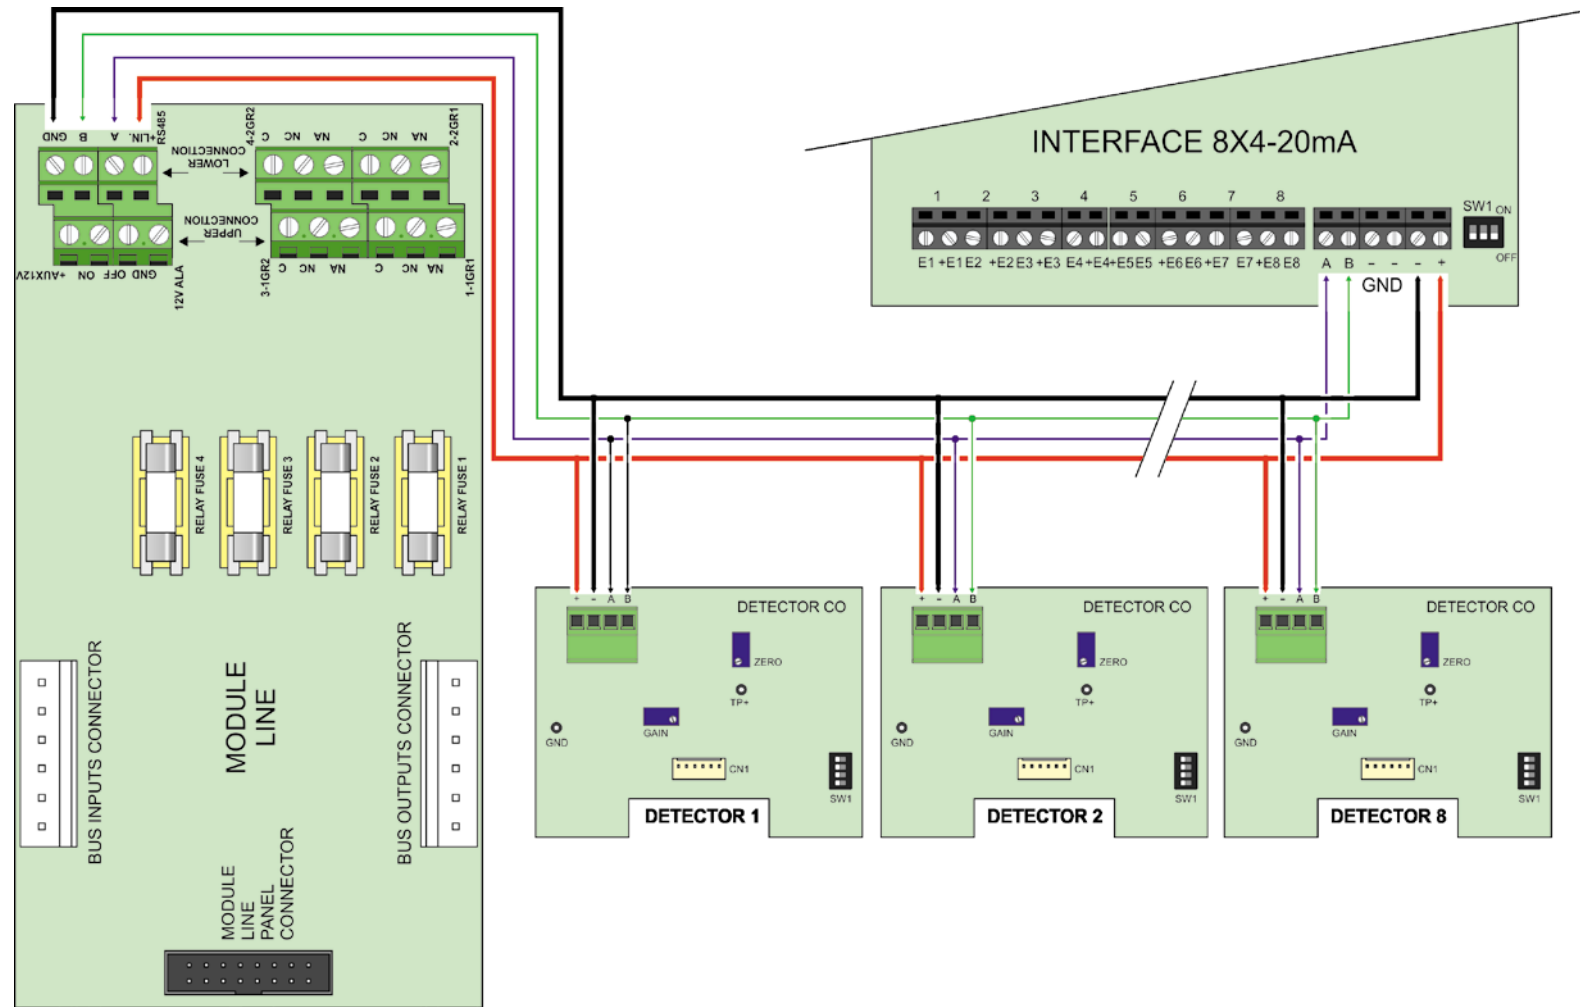 GND B A +LIN.
RS485
LOWER
CONNECTION
4-2GR2
C NC NA C NC NA
2-2GR1
UPPER
CONNECTION
+AUX12V ON OFF GND
12V ALA
3-1GR2
C NC NA C NC NA
1-1GR1
INTERFACE 8X4-20mA
1 2 3 4 5 6 7 8
E1 +E1 E2 +E2 E3 +E3 E4 +E4 +E5 E5 +E6 E6 +E7 E7 +E8 E8
A B - - - +
GND
SW1 ON
OFF
RELAY FUSE 4
RELAY FUSE 3
RELAY FUSE 2
RELAY FUSE 1
BUS INPUTS CONNECTOR
MODULE
LINE
BUS OUTPUTS CONNECTOR
MODULE
LINE
PANEL
CONNECTOR
+ - A B
DETECTOR CO
ZERO
TP+
GAIN
GND
CN1
SW1
DETECTOR 1
+ - A B
DETECTOR CO
ZERO
TP+
GAIN
GND
CN1
SW1
DETECTOR 2
+ - A B
DETECTOR CO
ZERO
TP+
GAIN
GND
CN1
SW1
DETECTOR 8